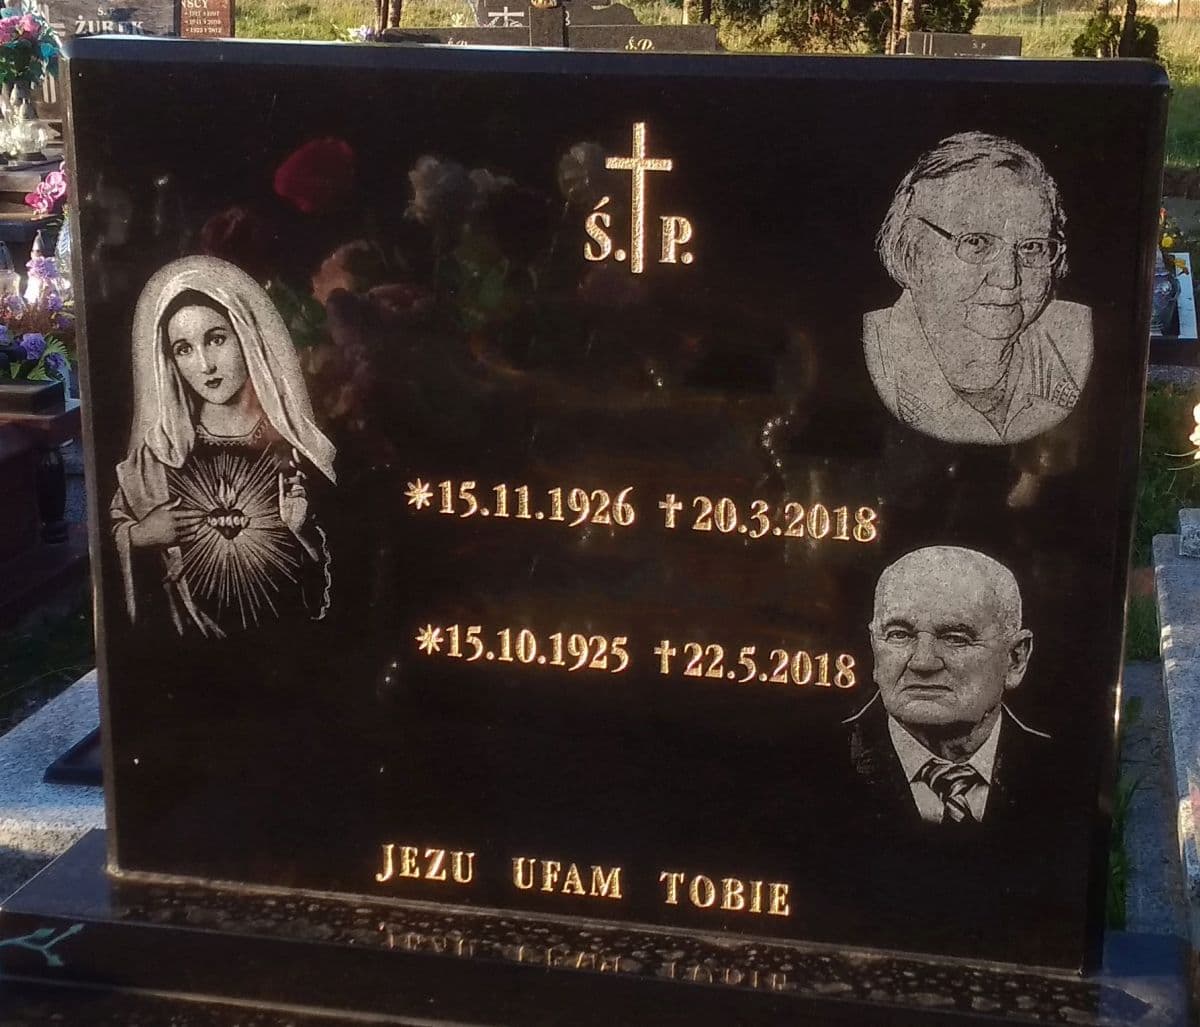 Ś. P.
*15.11.1926 †20.3.2018
*15.10.1925 †22.5.2018
JEZU UFAM TOBIE
Ś.P.